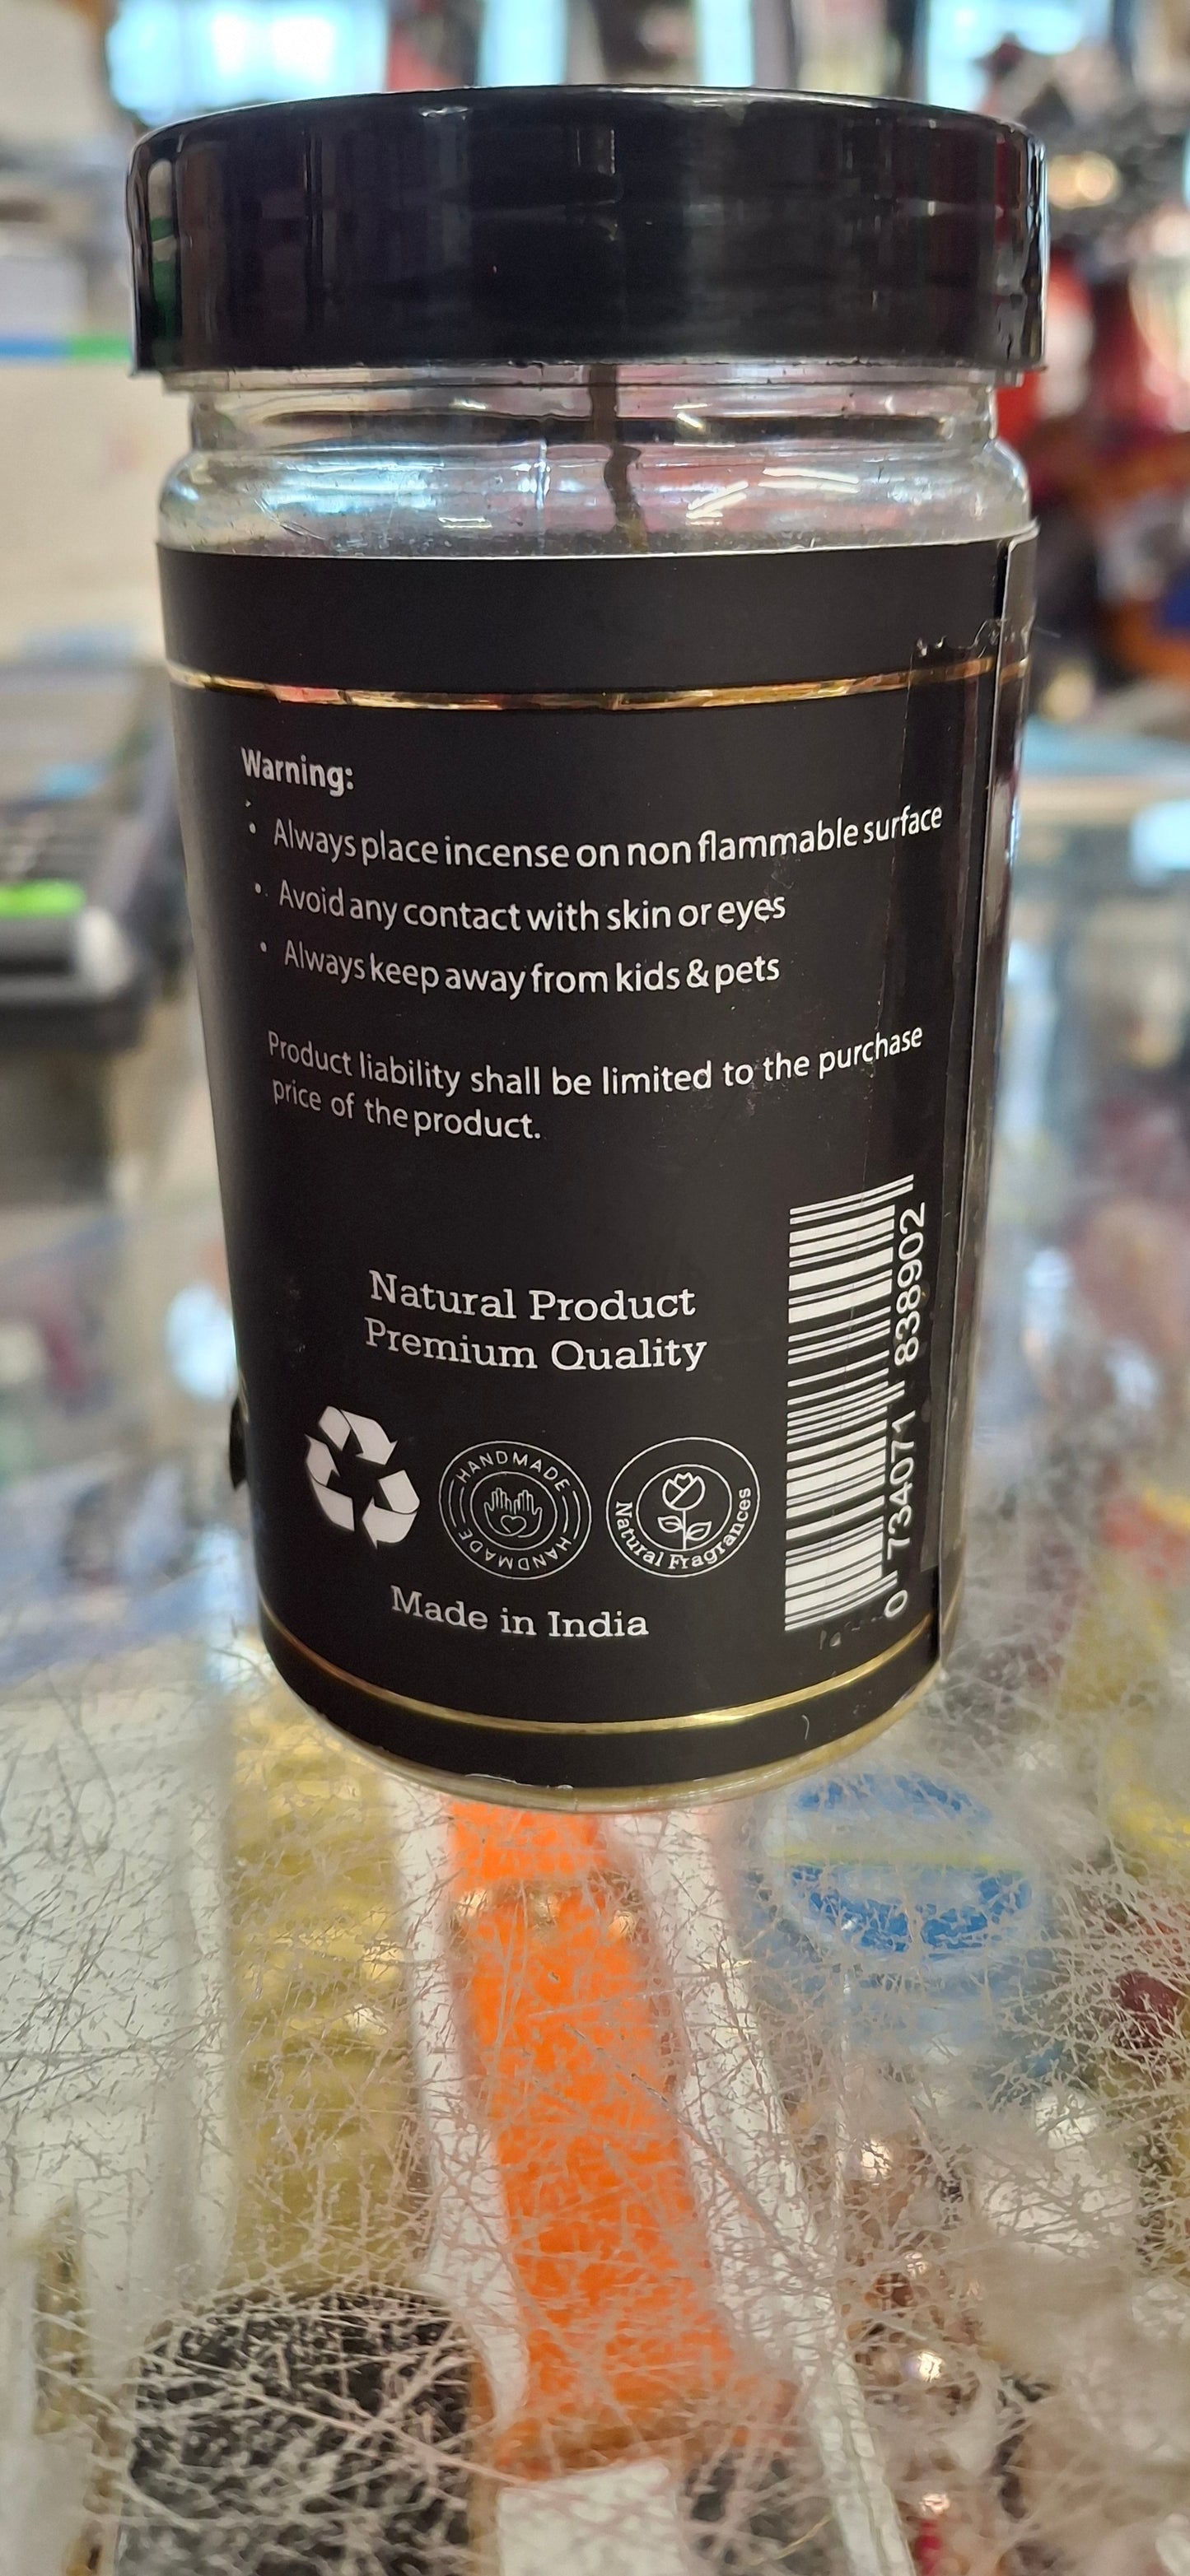 Warning:
• Always place incense on non flammable surface
• Avoid any contact with skin or eyes
• Always keep away from kids & pets
Product liability shall be limited to the purchase
price of the product.
Natural Product
Premium Quality
HANDMADE
HANDMADE
Natural Fragrances
Made in India
0 734071 838902